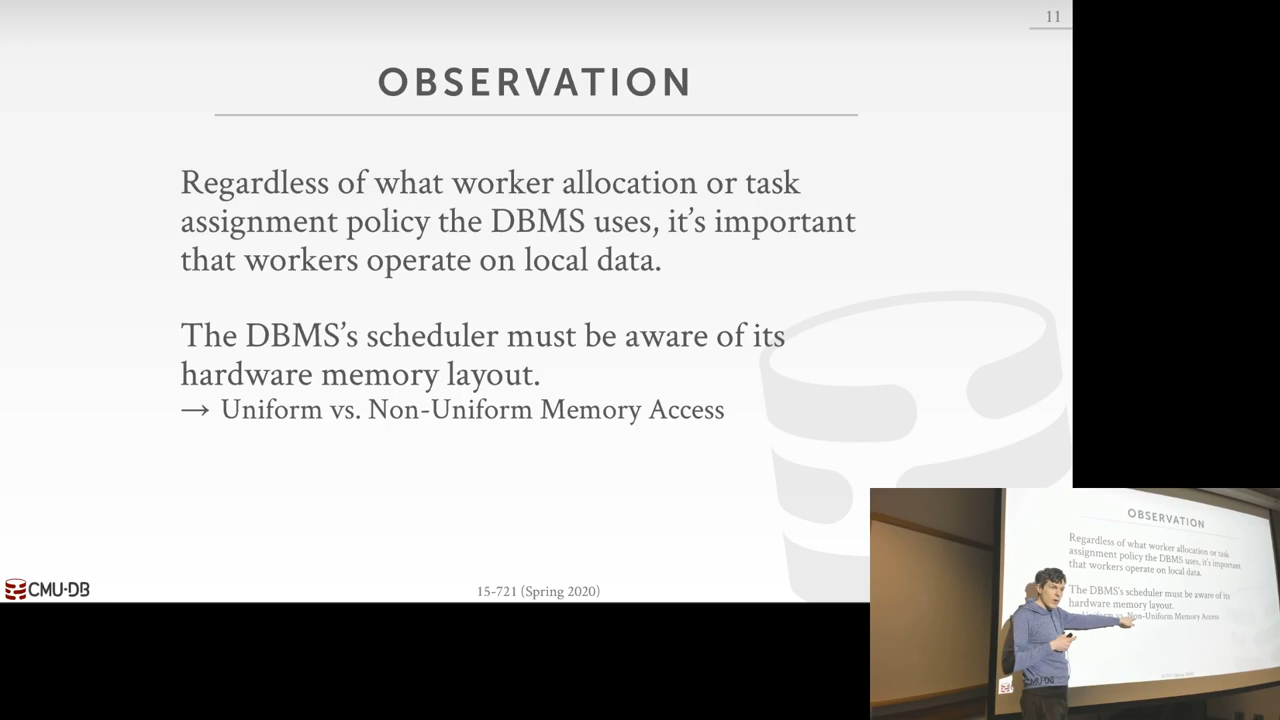 11
OBSERVATION
Regardless of what worker allocation or task
assignment policy the DBMS uses, it's important
that workers operate on local data.
The DBMS's scheduler must be aware of its
hardware memory layout.
→ Uniform vs. Non-Uniform Memory Access
CMU·DB
15-721 (Spring 2020)
OBSERVATION
Regardless of what worker allocation or task
assignment policy the DBMS uses, it's important
that workers operate on local data.
The DBMS's scheduler must be aware of its
hardware memory layout.
Uniform vs. Non-Uniform Memory Access
CMU·DB